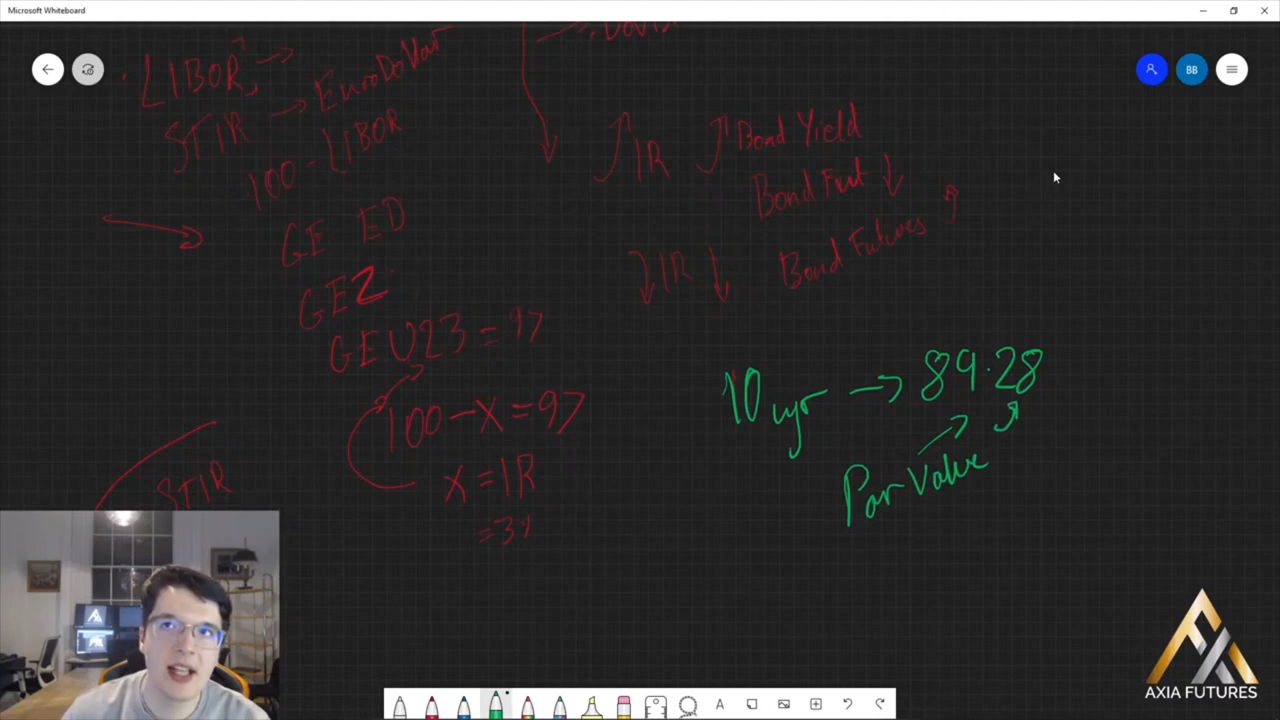 Microsoft Whiteboard
BB
LIBOR →
STIR → EuroDollar
100 - LIBOR
GE ED
GEZ
GEU23 = 97
100 - X = 97
X = IR
= 3%
STIR
IR Bond Yield
Bond Fut ↓
↓ IR ↓ Bond Futures ↑
10 yr → 89.28
Par Value
A
AXIA FUTURES